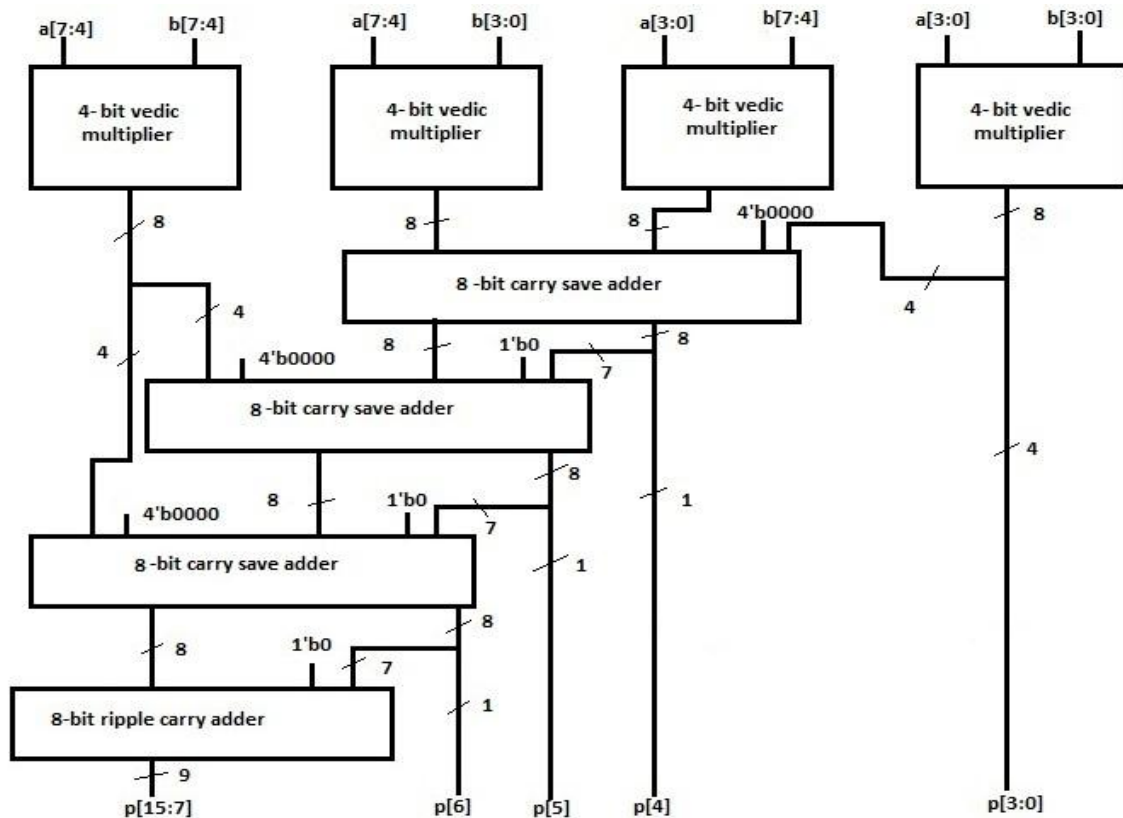 a[7:4] b[7:4] a[7:4] b[3:0] a[3:0] b[7:4] a[3:0] b[3:0]
4- bit vedic
multiplier
4- bit vedic
multiplier
4- bit vedic
multiplier
4- bit vedic
multiplier
8 8 8 4'b0000 8
8 -bit carry save adder
4
4 4 4'b0000 8 1'b0 7 8
8 -bit carry save adder
4
4'b0000 8 1'b0 7 8 1
8 -bit carry save adder
1
8 1'b0 7 8
8-bit ripple carry adder
1
9
p[15:7] p[6] p[5] p[4] p[3:0]